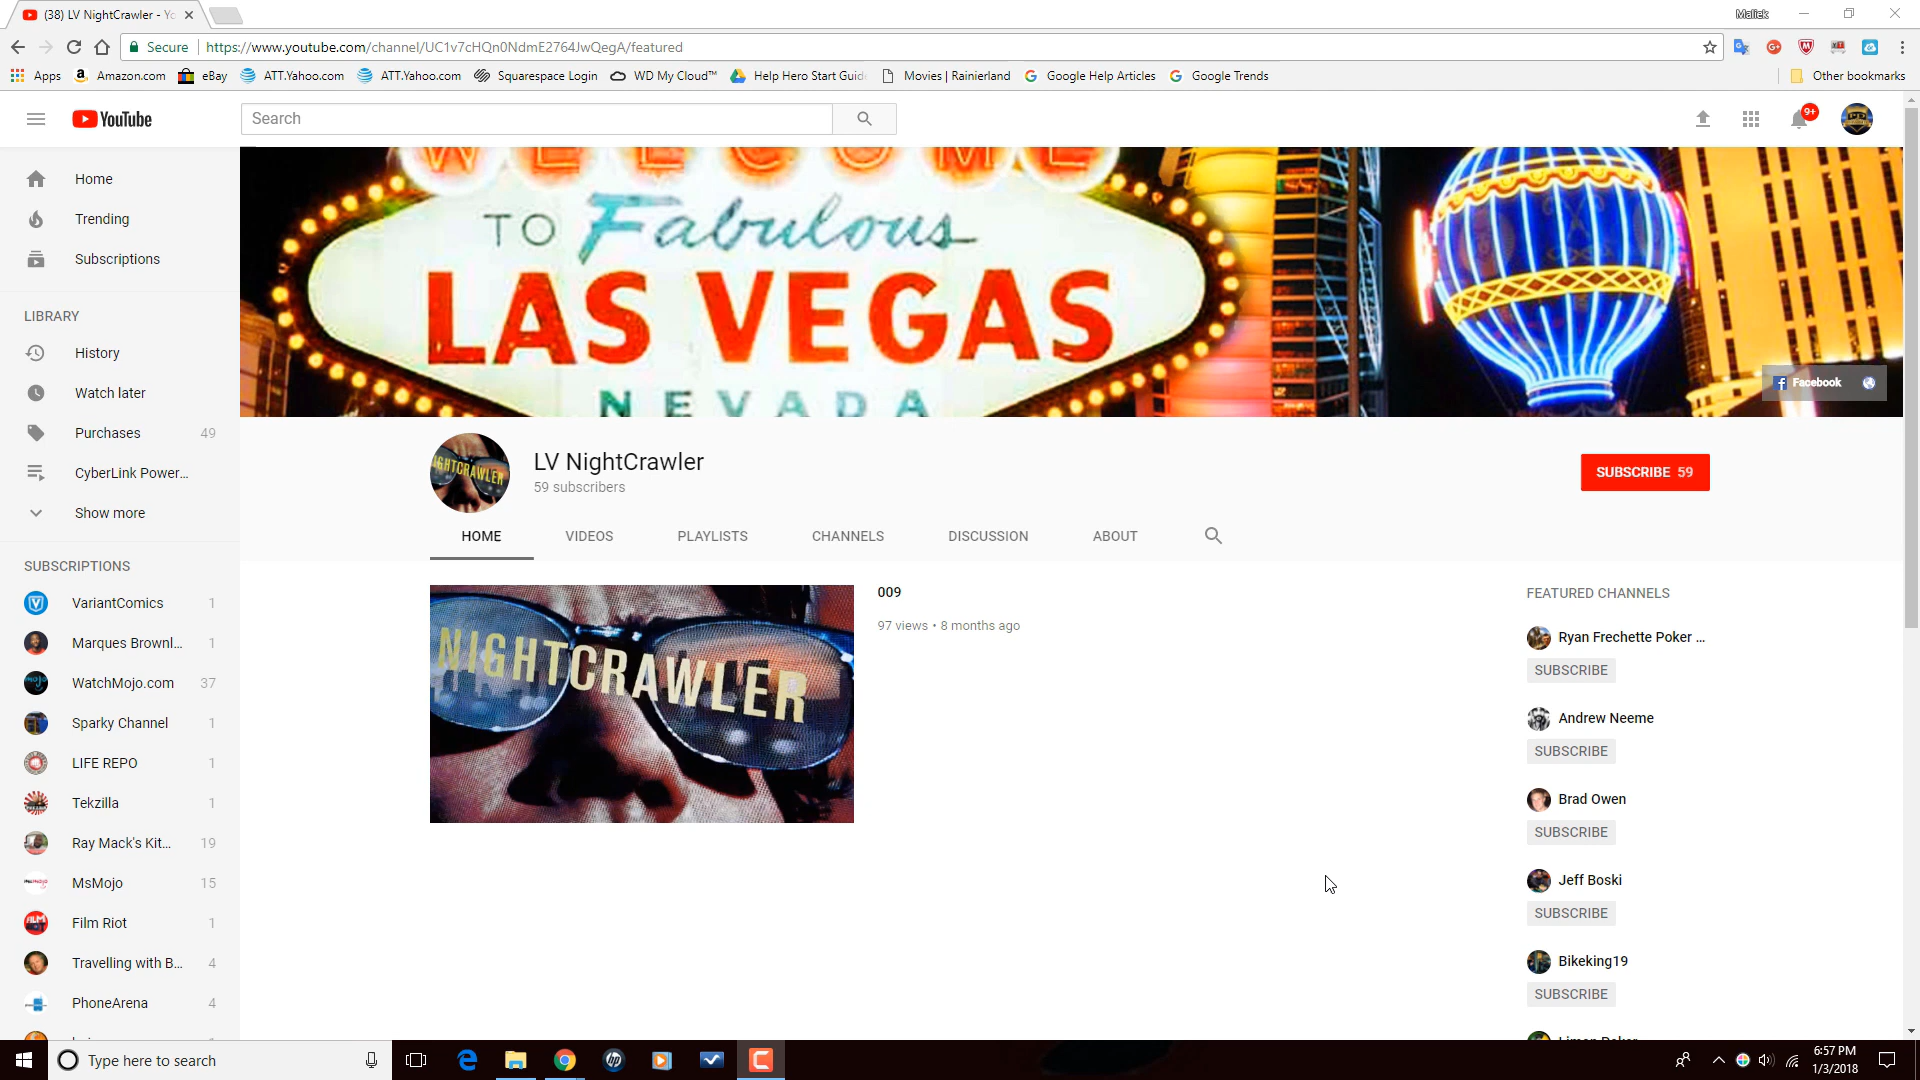 (38) LV NightCrawler - Yo
Maliek
Secure
https://www.youtube.com/channel/UC1v7cHQn0NdmE2764JwQegA/featured
Apps
Amazon.com
eBay
ATT.Yahoo.com
ATT.Yahoo.com
Squarespace Login
WD My Cloud™
Help Hero Start Guid
Movies | Rainierland
Google Help Articles
Google Trends
Other bookmarks
YouTube
Search
9+
Home
Trending
Subscriptions
LIBRARY
History
Watch later
Purchases 49
CyberLink Power...
Show more
SUBSCRIPTIONS
VariantComics 1
Marques Brownl... 1
WatchMojo.com 37
Sparky Channel 1
LIFE REPO 1
Tekzilla 1
Ray Mack's Kit... 19
MsMojo 15
Film Riot 1
Travelling with B... 4
PhoneArena 4
WELCOME
TO Fabulous
LAS VEGAS
NEVADA
Facebook
NIGHTCRAWLER
LV NightCrawler
59 subscribers
SUBSCRIBE 59
HOME
VIDEOS
PLAYLISTS
CHANNELS
DISCUSSION
ABOUT
NIGHTCRAWLER
009
97 views • 8 months ago
FEATURED CHANNELS
Ryan Frechette Poker ...
SUBSCRIBE
Andrew Neeme
SUBSCRIBE
Brad Owen
SUBSCRIBE
Jeff Boski
SUBSCRIBE
Bikeking19
SUBSCRIBE
Type here to search
6:57 PM
1/3/2018